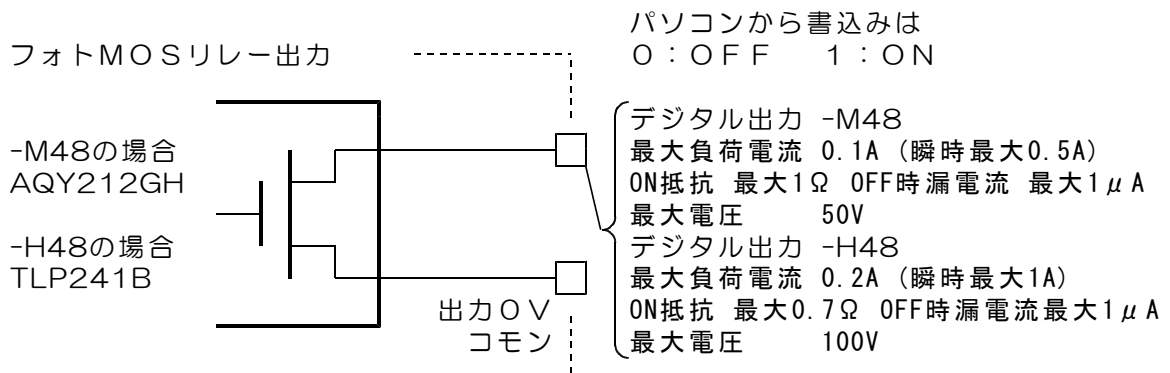 フォトMOSリレー出力
-M48の場合
AQY212GH
-H48の場合
TLP241B
出力0V
コモン
パソコンから書込みは
0：OFF　1：ON
デジタル出力 -M48
最大負荷電流 0.1A (瞬時最大0.5A)
ON抵抗 最大1Ω OFF時漏電流 最大1μA
最大電圧　　50V
デジタル出力 -H48
最大負荷電流 0.2A (瞬時最大1A)
ON抵抗 最大0.7Ω OFF時漏電流最大1μA
最大電圧　　100V